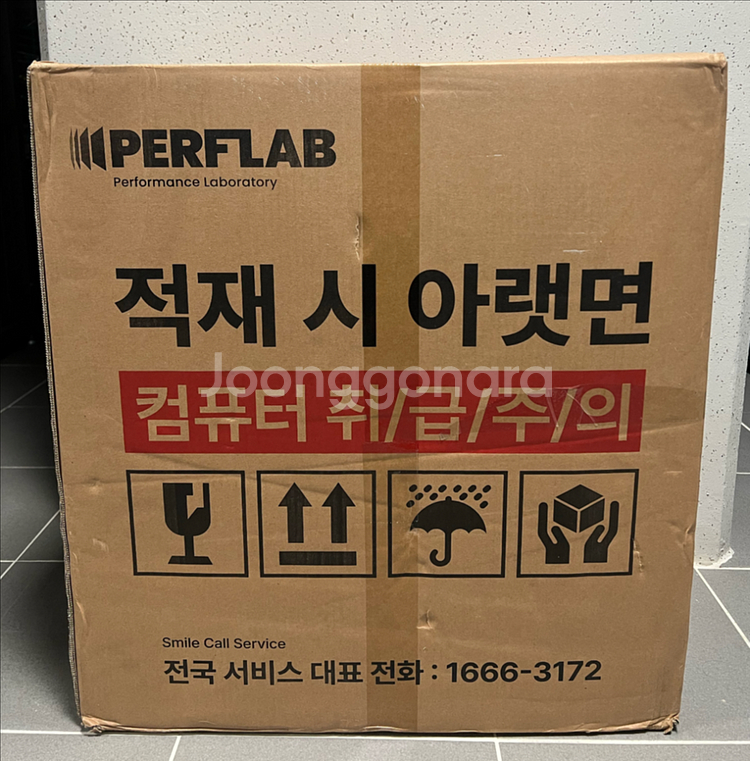 PERFLAB
Performance Laboratory
적재 시 아랫면
Joonggonara
컴퓨터 취/급/주/의
Smile Call Service
전국 서비스 대표 전화 : 1666-3172